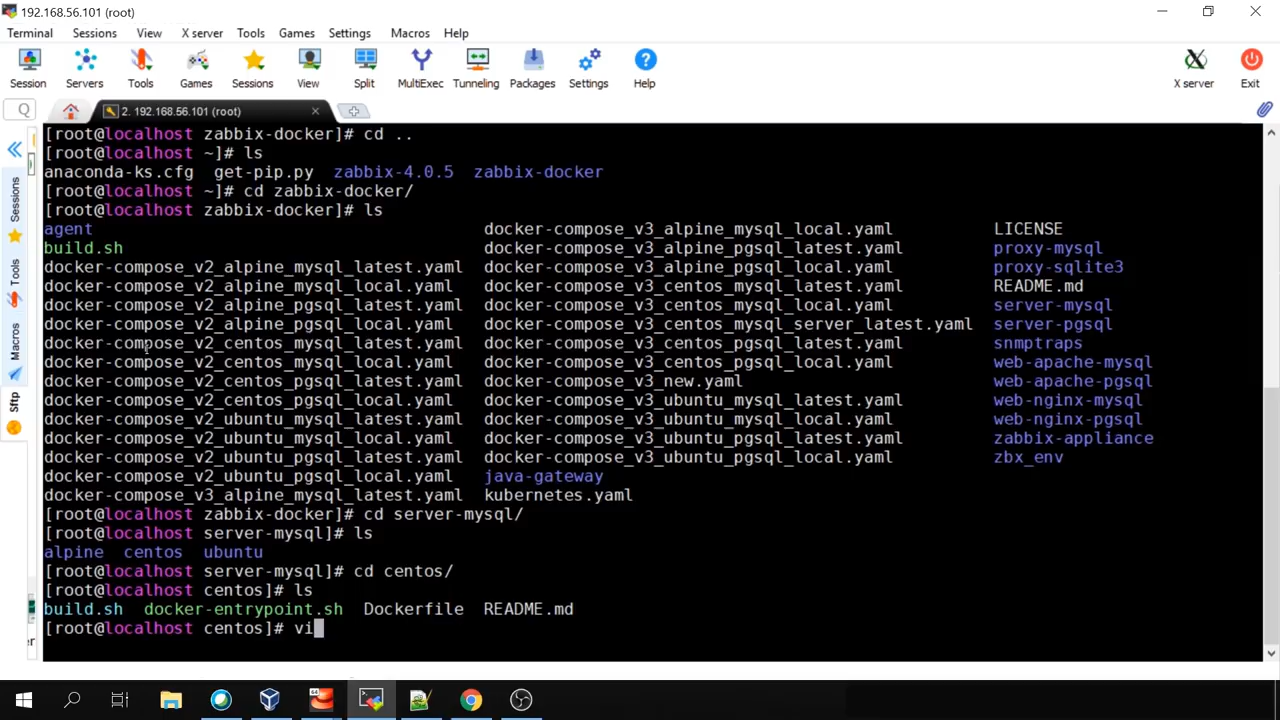 192.168.56.101 (root)
Terminal Sessions View X server Tools Games Settings Macros Help
Session Servers Tools Games Sessions View Split MultiExec Tunneling Packages Settings Help X server Exit
2. 192.168.56.101 (root)
Sessions
Tools
Macros
Sftp
[root@localhost zabbix-docker]# cd ..
[root@localhost ~]# ls
anaconda-ks.cfg get-pip.py zabbix-4.0.5 zabbix-docker
[root@localhost ~]# cd zabbix-docker/
[root@localhost zabbix-docker]# ls
agent docker-compose_v3_alpine_mysql_local.yaml LICENSE
build.sh docker-compose_v3_alpine_pgsql_latest.yaml proxy-mysql
docker-compose_v2_alpine_mysql_latest.yaml docker-compose_v3_alpine_pgsql_local.yaml proxy-sqlite3
docker-compose_v2_alpine_mysql_local.yaml docker-compose_v3_centos_mysql_latest.yaml README.md
docker-compose_v2_alpine_pgsql_latest.yaml docker-compose_v3_centos_mysql_local.yaml server-mysql
docker-compose_v2_alpine_pgsql_local.yaml docker-compose_v3_centos_mysql_server_latest.yaml server-pgsql
docker-compose_v2_centos_mysql_latest.yaml docker-compose_v3_centos_pgsql_latest.yaml snmptraps
docker-compose_v2_centos_mysql_local.yaml docker-compose_v3_centos_pgsql_local.yaml web-apache-mysql
docker-compose_v2_centos_pgsql_latest.yaml docker-compose_v3_new.yaml web-apache-pgsql
docker-compose_v2_centos_pgsql_local.yaml docker-compose_v3_ubuntu_mysql_latest.yaml web-nginx-mysql
docker-compose_v2_ubuntu_mysql_latest.yaml docker-compose_v3_ubuntu_mysql_local.yaml web-nginx-pgsql
docker-compose_v2_ubuntu_mysql_local.yaml docker-compose_v3_ubuntu_pgsql_latest.yaml zabbix-appliance
docker-compose_v2_ubuntu_pgsql_latest.yaml docker-compose_v3_ubuntu_pgsql_local.yaml zbx_env
docker-compose_v2_ubuntu_pgsql_local.yaml java-gateway
docker-compose_v3_alpine_mysql_latest.yaml kubernetes.yaml
[root@localhost zabbix-docker]# cd server-mysql/
[root@localhost server-mysql]# ls
alpine centos ubuntu
[root@localhost server-mysql]# cd centos/
[root@localhost centos]# ls
build.sh docker-entrypoint.sh Dockerfile README.md
[root@localhost centos]# vi